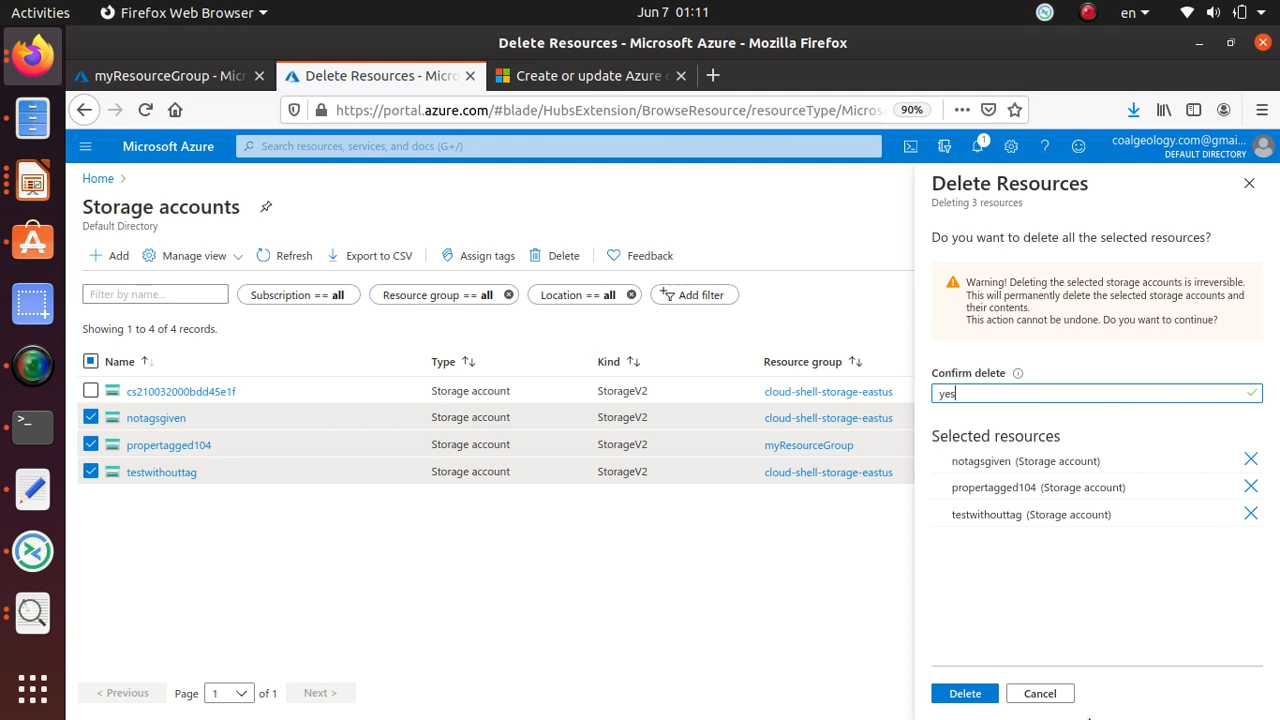 Activities
Firefox Web Browser
Jun 7 01:11
en
Delete Resources - Microsoft Azure - Mozilla Firefox
myResourceGroup - Micr
Delete Resources - Micro
Create or update Azure c
https://portal.azure.com/#blade/HubsExtension/BrowseResource/resourceType/Micros
90%
Microsoft Azure
Search resources, services, and docs (G+/)
1
coalgeology.com@gmai...
DEFAULT DIRECTORY
Home
Storage accounts
Default Directory
Add
Manage view
Refresh
Export to CSV
Assign tags
Delete
Feedback
Filter by name...
Subscription == all
Resource group == all
Location == all
Add filter
Showing 1 to 4 of 4 records.
Name Type Kind Resource group
cs210032000bdd45e1f Storage account StorageV2 cloud-shell-storage-eastus
notagsgiven Storage account StorageV2 cloud-shell-storage-eastus
propertagged104 Storage account StorageV2 myResourceGroup
testwithouttag Storage account StorageV2 cloud-shell-storage-eastus
< Previous Page 1 of 1 Next >
Delete Resources
Deleting 3 resources
Do you want to delete all the selected resources?
Warning! Deleting the selected storage accounts is irreversible.
This will permanently delete the selected storage accounts and
their contents.
This action cannot be undone. Do you want to continue?
Confirm delete
yes
Selected resources
notagsgiven (Storage account)
propertagged104 (Storage account)
testwithouttag (Storage account)
Delete
Cancel